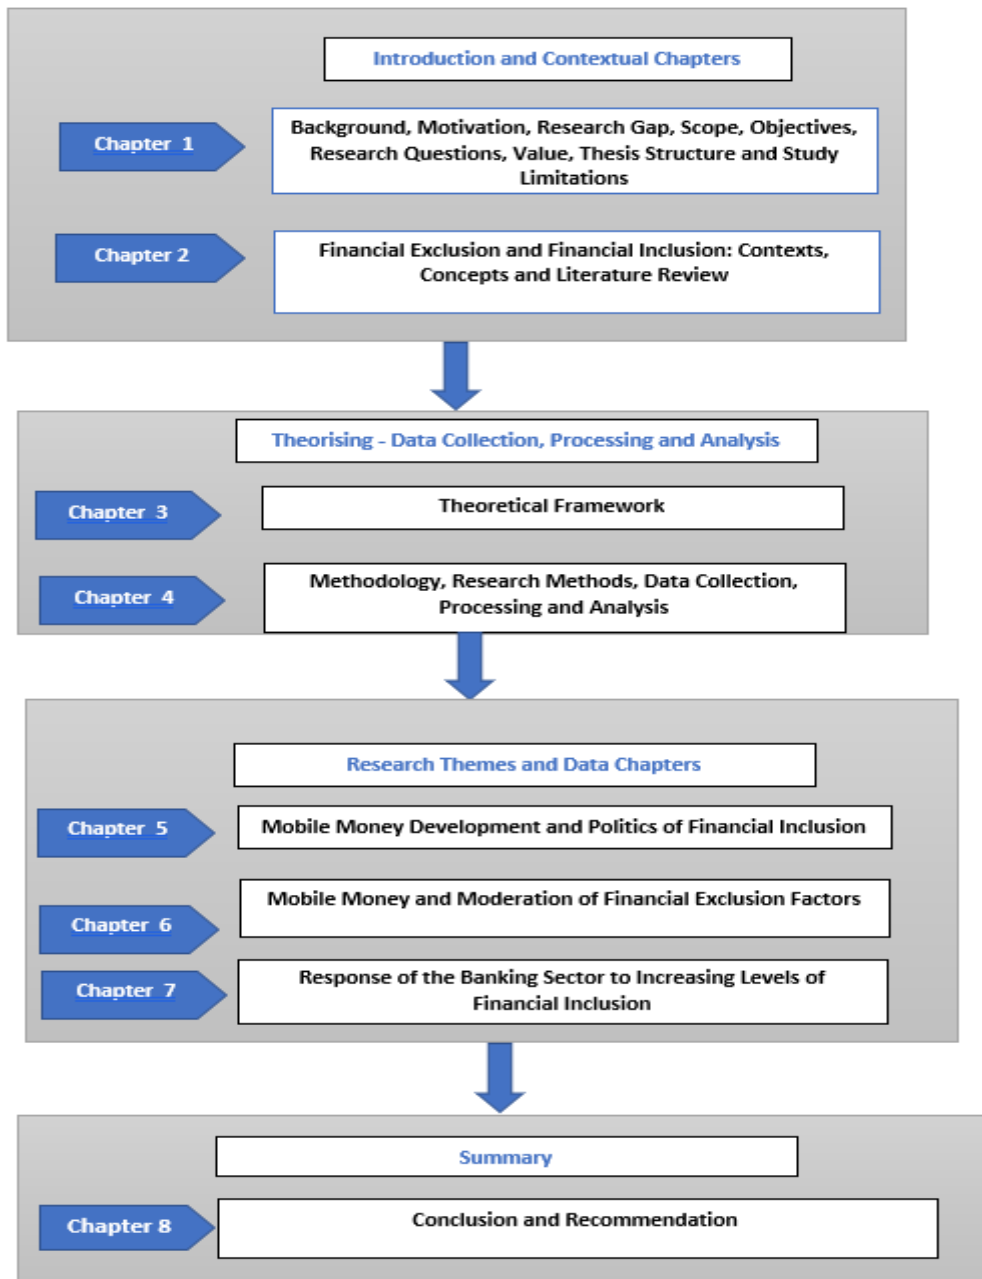 Introduction and Contextual Chapters
Chapter 1
Background, Motivation, Research Gap, Scope, Objectives,
Research Questions, Value, Thesis Structure and Study
Limitations
Chapter 2
Financial Exclusion and Financial Inclusion: Contexts,
Concepts and Literature Review
Theorising - Data Collection, Processing and Analysis
Chapter 3
Theoretical Framework
Chapter 4
Methodology, Research Methods, Data Collection,
Processing and Analysis
Research Themes and Data Chapters
Chapter 5
Mobile Money Development and Politics of Financial Inclusion
Chapter 6
Mobile Money and Moderation of Financial Exclusion Factors
Chapter 7
Response of the Banking Sector to Increasing Levels of
Financial Inclusion
Summary
Chapter 8
Conclusion and Recommendation